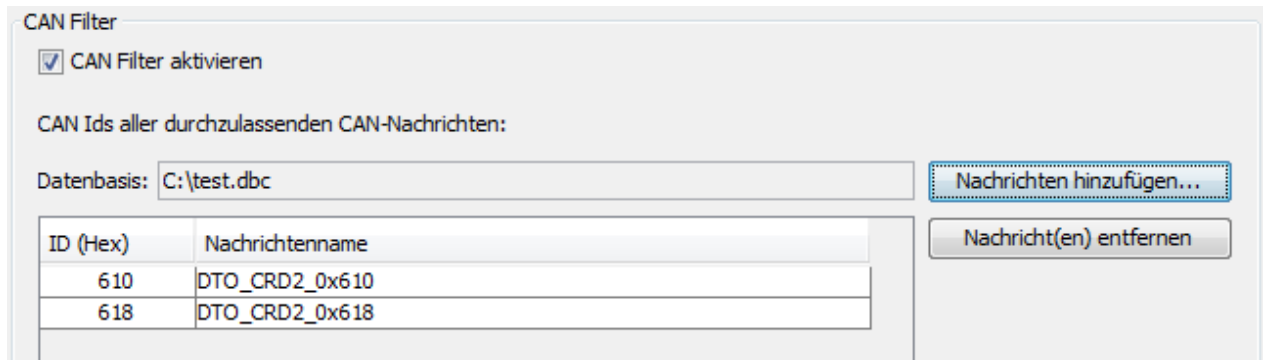 CAN Filter
CAN Filter aktivieren
CAN Ids aller durchzulassenden CAN-Nachrichten:
Datenbasis: C:\test.dbc Nachrichten hinzufügen...
ID (Hex) Nachrichtenname Nachricht(en) entfernen
610 DTO_CRD2_0x610
618 DTO_CRD2_0x618